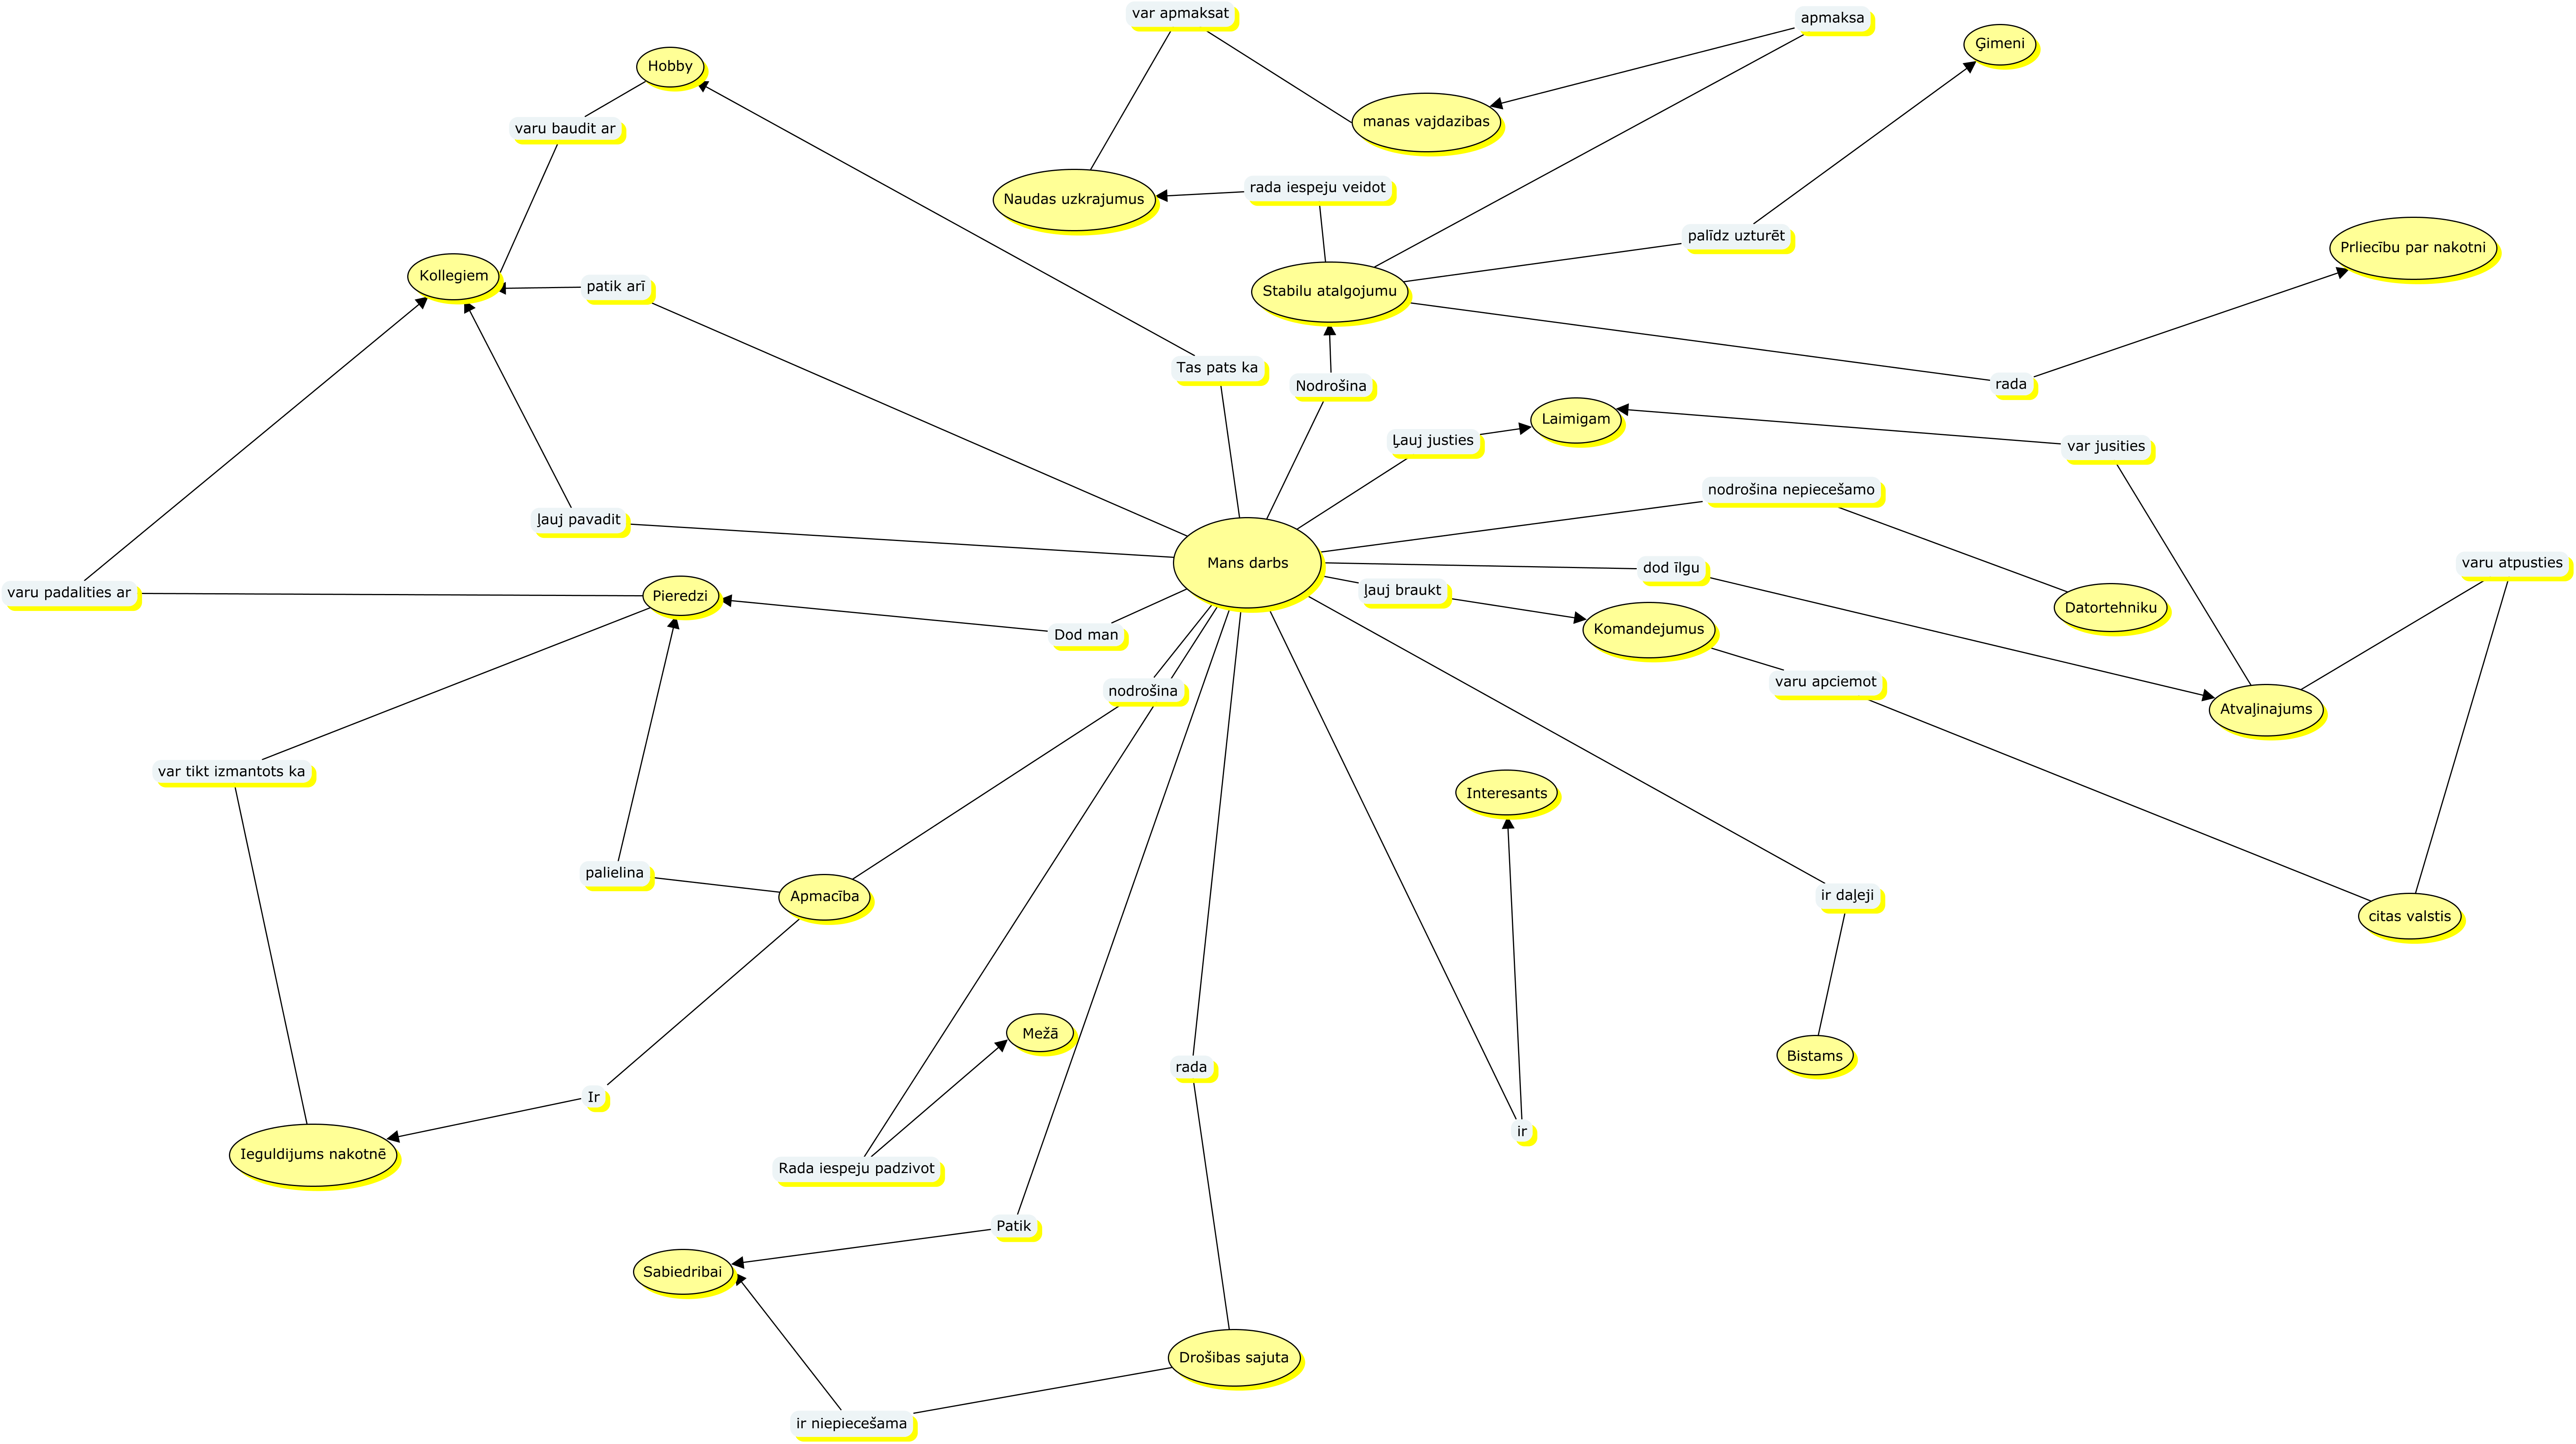 var apmaksat
apmaksa
Ģimeni
Hobby
manas vajdazibas
varu baudit ar
rada iespeju veidot
Naudas uzkrajumus
palīdz uzturēt
Prliecību par nakotni
Kollegiem
patik arī
Stabilu atalgojumu
Tas pats ka
Nodrošina
rada
Laimigam
Ļauj justies
var jusities
nodrošina nepiecešamo
ļauj pavadit
Mans darbs
varu atpusties
dod īlgu
ļauj braukt
varu padalities ar
Pieredzi
Datortehniku
Dod man
Komandejumus
nodrošina
varu apciemot
Atvaļinajums
var tikt izmantots ka
Interesants
palielina
Apmacība
ir daļeji
citas valstis
Mežā
Bistams
rada
Ir
ir
Ieguldijums nakotnē
Rada iespeju padzivot
Patik
Sabiedribai
Drošibas sajuta
ir niepiecešama